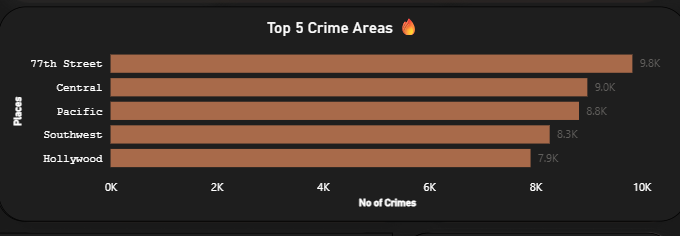 Top 5 Crime Areas 🔥
77th Street 9.8K
Central 9.0K
Pacific 8.8K
Southwest 8.3K
Hollywood 7.9K
Places
0K 2K 4K 6K 8K 10K
No of Crimes